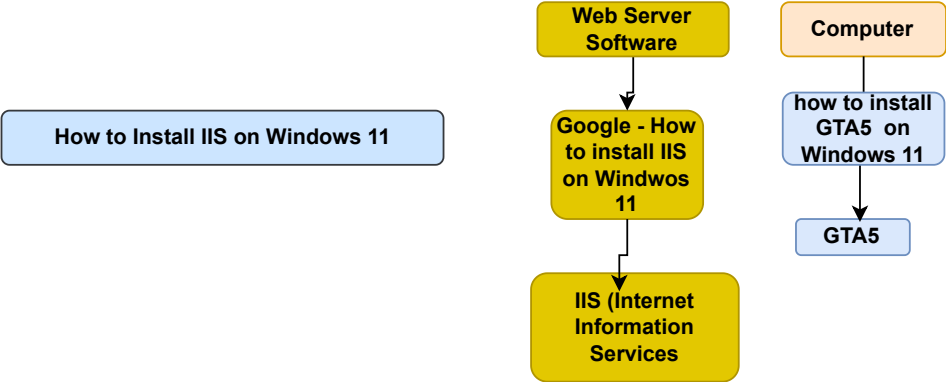 How to Install IIS on Windows 11
Web Server
Software
Google - How
to install IIS
on Windwos
11
IIS (Internet
Information
Services
Computer
how to install
GTA5 on
Windows 11
GTA5